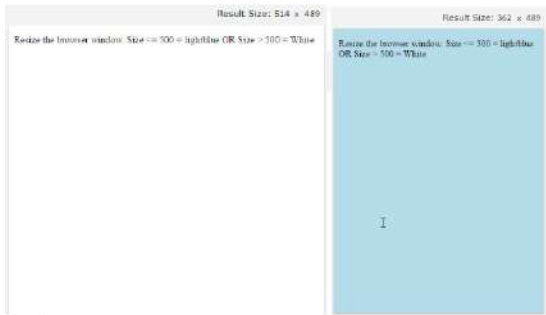 Result Size: 514 x 489
Resize the browser window. Size <= 500 = lightblue OR Size > 500 = White
Result Size: 362 x 489
Resize the browser window. Size <= 500 = lightblue
OR Size > 500 = White